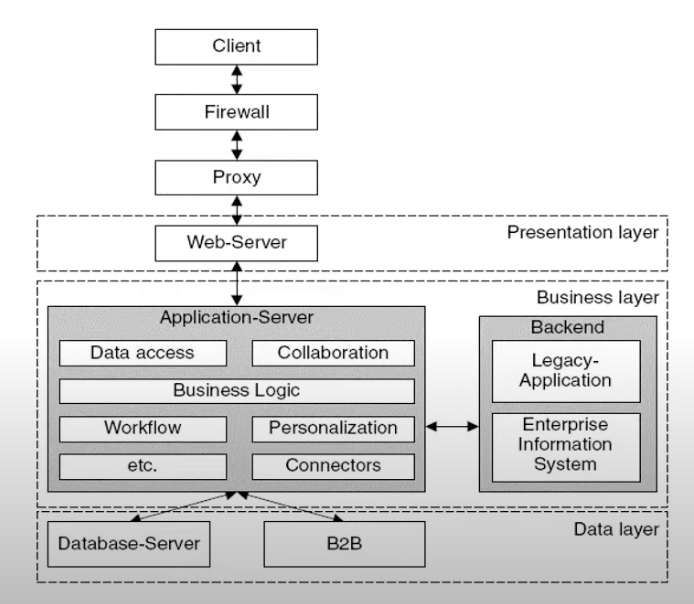 Client
Firewall
Proxy
Web-Server
Presentation layer
Business layer
Application-Server
Data access
Collaboration
Business Logic
Workflow
Personalization
etc.
Connectors
Backend
Legacy-
Application
Enterprise
Information
System
Data layer
Database-Server
B2B